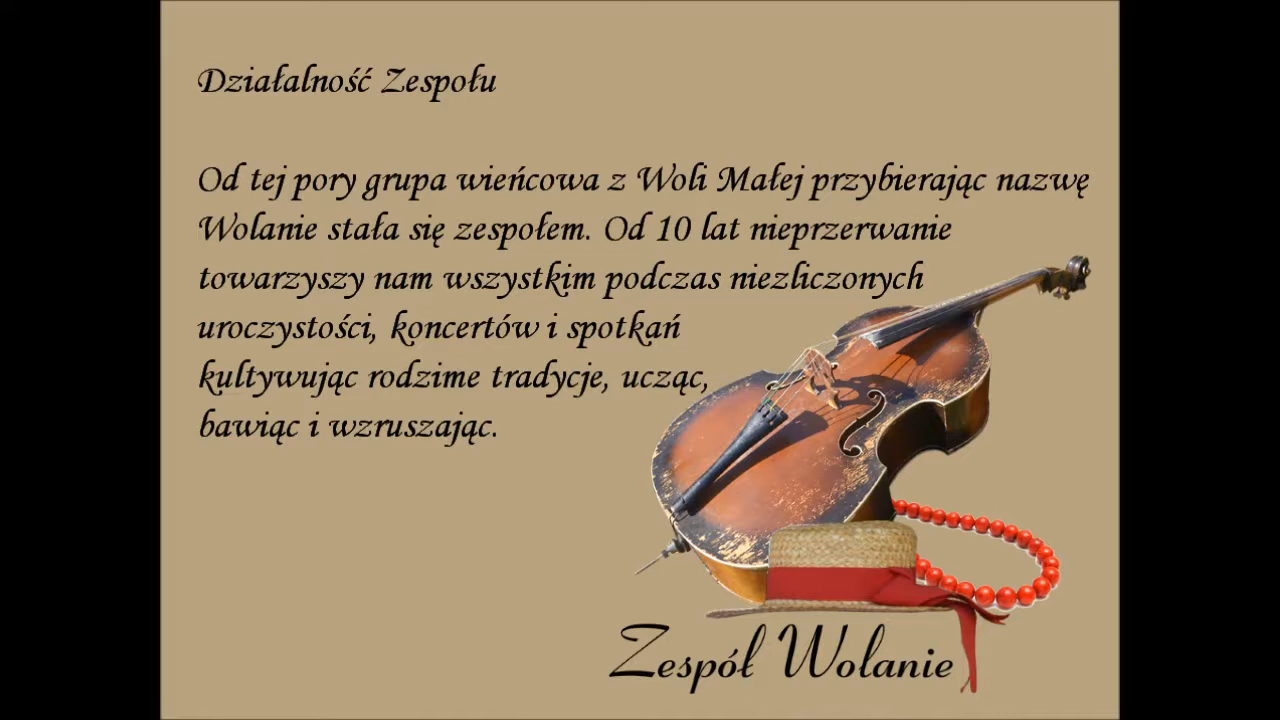 Działalność Zespołu
Od tej pory grupa wieńcowa z Woli Małej przybierając nazwę
Wolanie stała się zespołem. Od 10 lat nieprzerwanie
towarzyszy nam wszystkim podczas niezliczonych
uroczystości, koncertów i spotkań
kultywując rodzime tradycje, ucząc,
bawiąc i wzruszając.
Zespół Wolanie